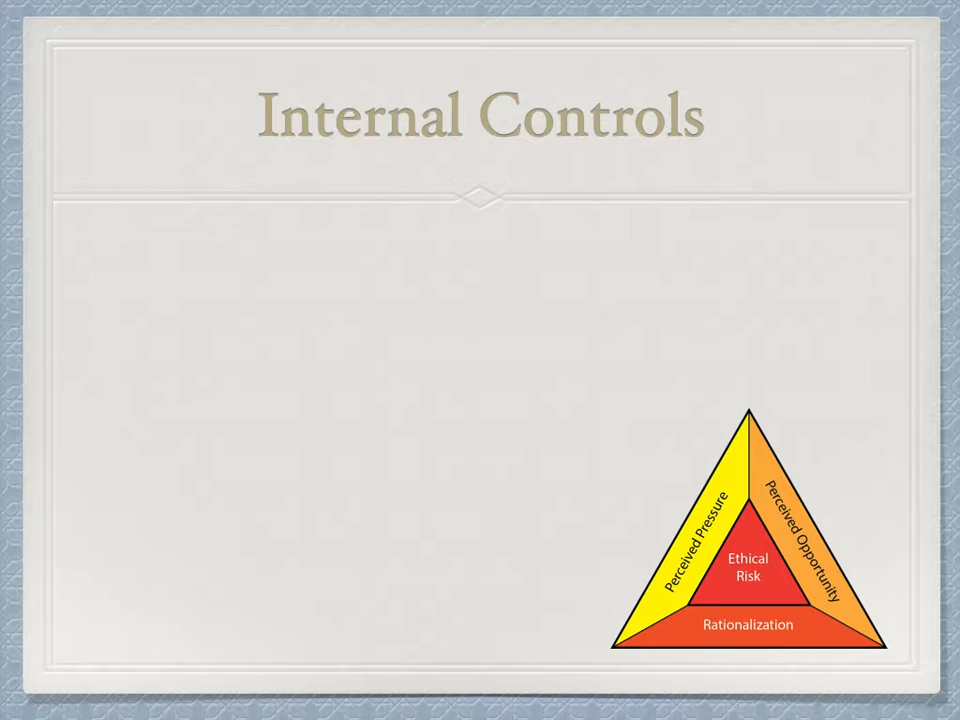 Internal Controls
Perceived Pressure
Perceived Opportunity
Ethical
Risk
Rationalization